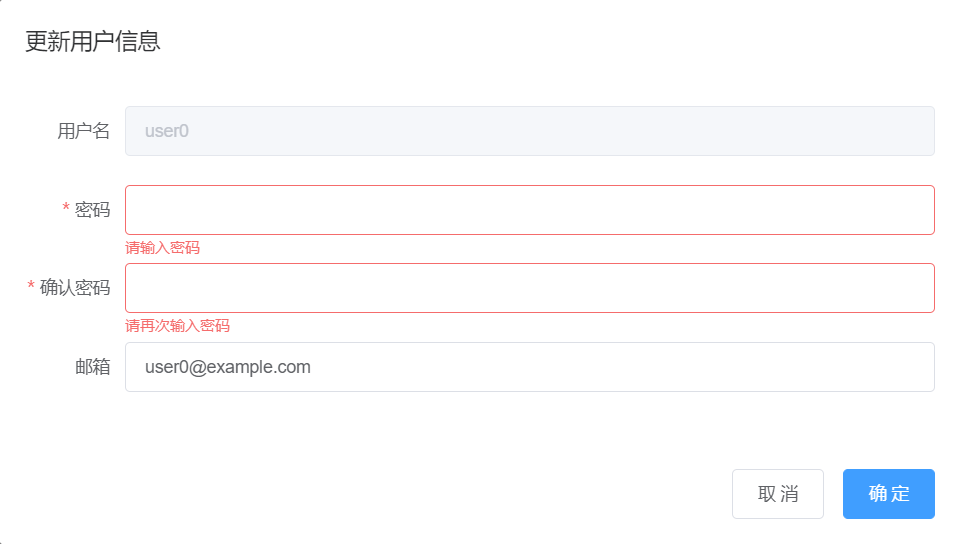 更新用户信息
用户名 user0
* 密码
请输入密码
* 确认密码
请再次输入密码
邮箱 user0@example.com
取消 确定